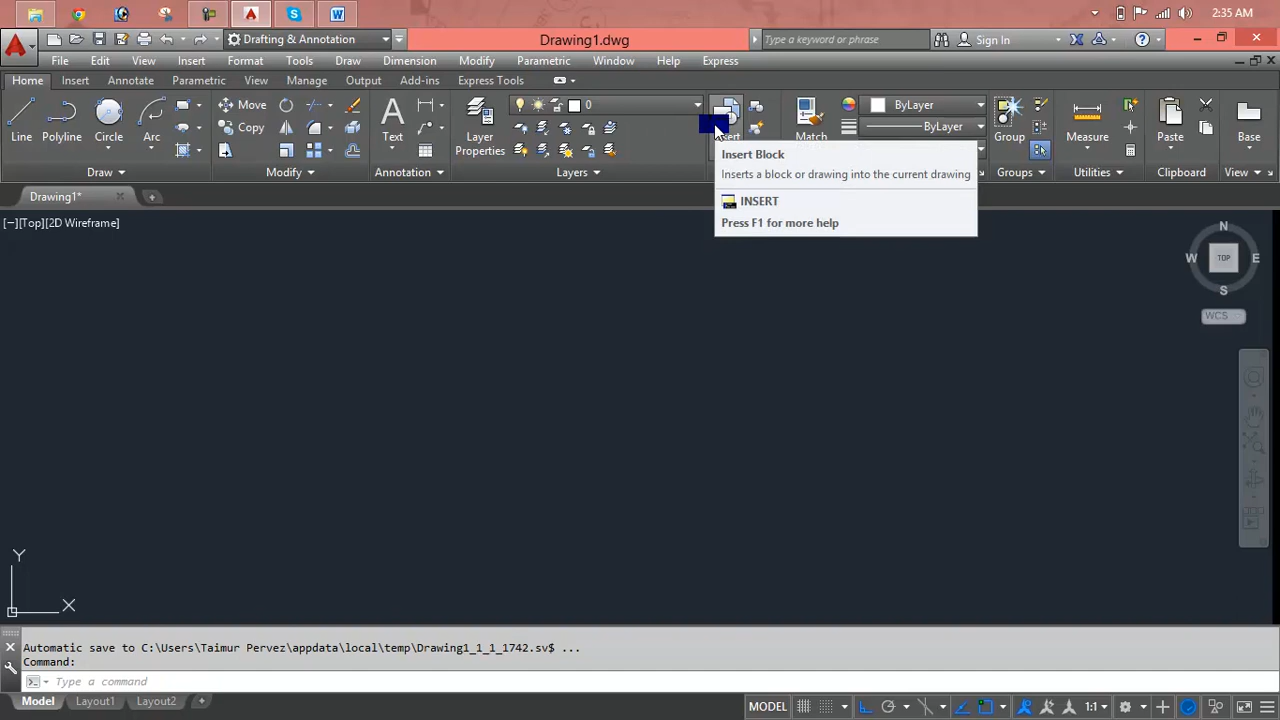 2:35 AM
Drafting & Annotation
Drawing1.dwg
Type a keyword or phrase
Sign In
File Edit View Insert Format Tools Draw Dimension Modify Parametric Window Help Express
Home Insert Annotate Parametric View Manage Output Add-ins Express Tools
Move
0
ByLayer
Line Polyline Circle Arc
Copy
Text
Layer
Properties
Match
ByLayer
Group
Measure
Paste
Base
Draw
Modify
Annotation
Layers
Groups
Utilities
Clipboard
View
Insert Block
Inserts a block or drawing into the current drawing
INSERT
Press F1 for more help
Drawing1*
[−][Top][2D Wireframe]
N
W TOP E
S
WCS
Y
X
Automatic save to C:\Users\Taimur Pervez\appdata\local\temp\Drawing1_1_1_1742.sv$ ...
Command:
Type a command
Model Layout1 Layout2 +
MODEL
1:1